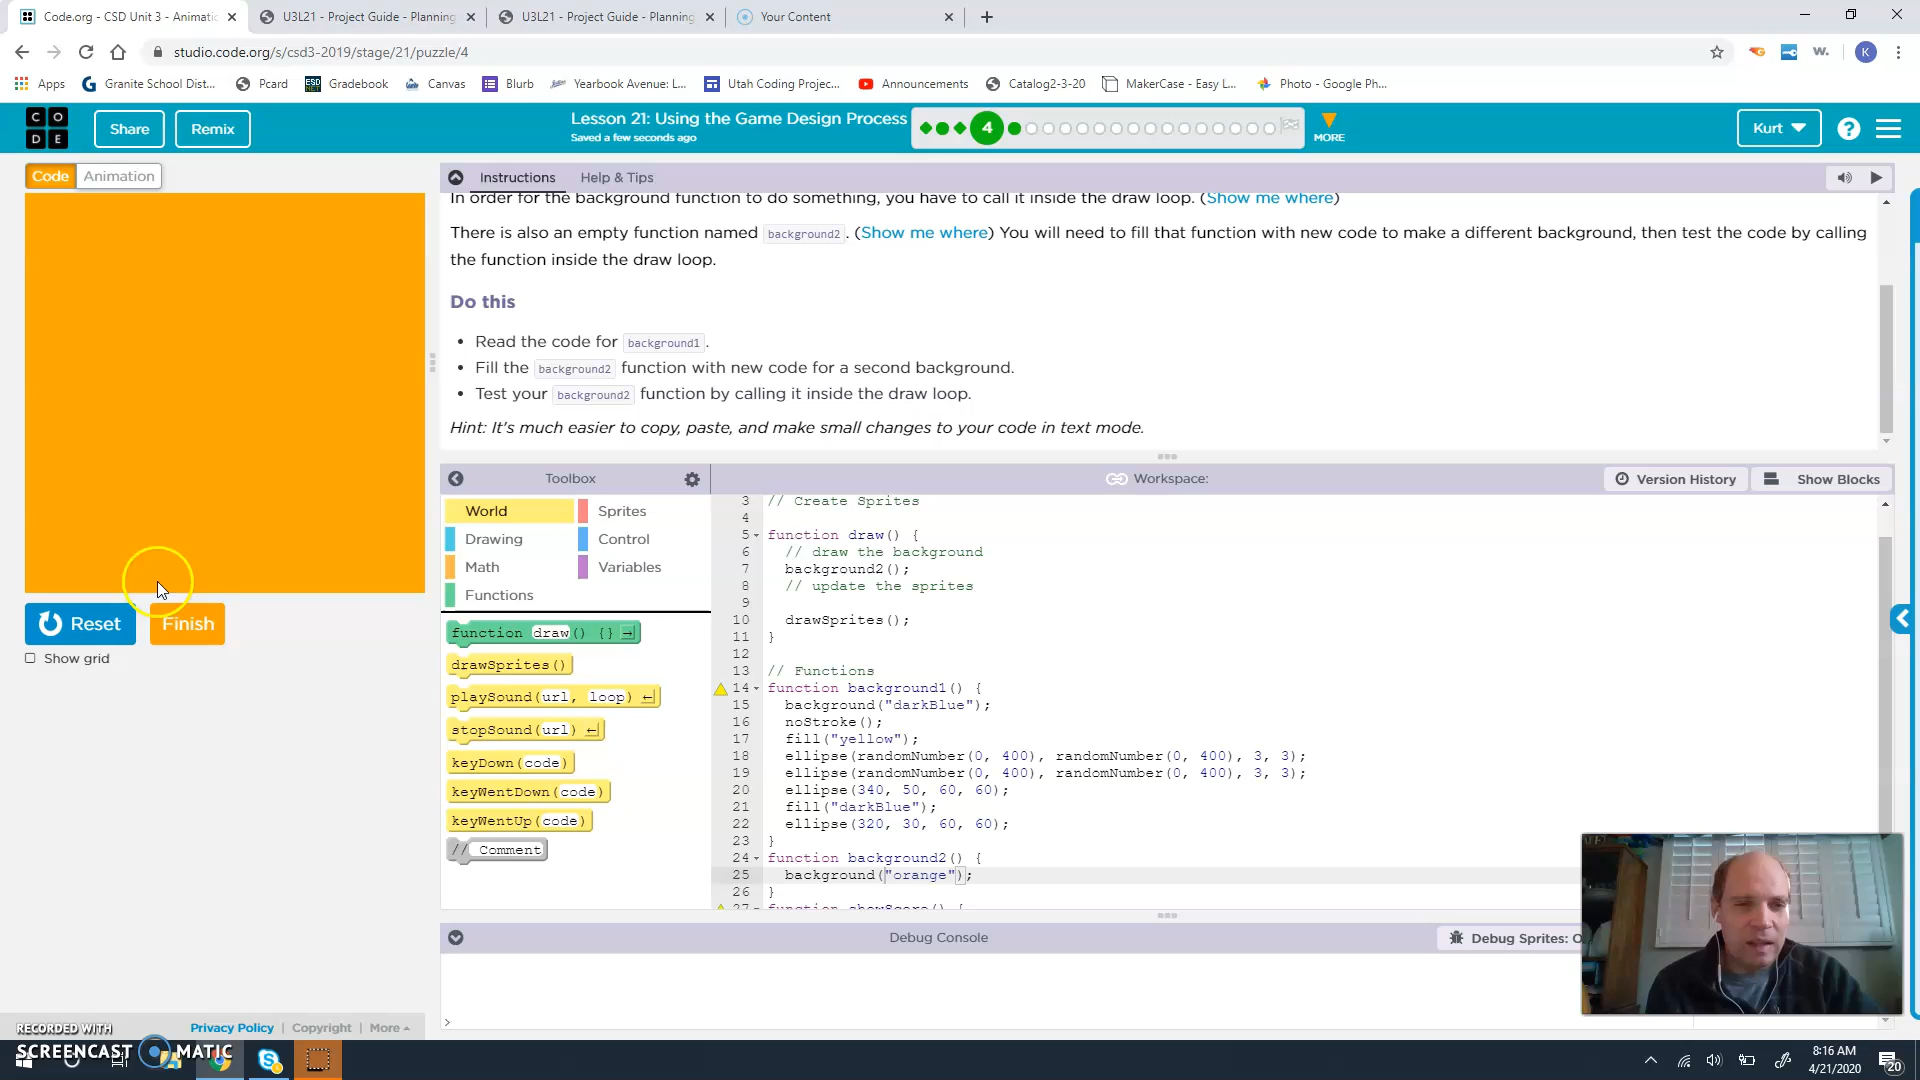 Code.org - CSD Unit 3 - Animatic
U3L21 - Project Guide - Planning
U3L21 - Project Guide - Planning
Your Content
studio.code.org/s/csd3-2019/stage/21/puzzle/4
K
Apps
Granite School Dist...
Pcard
Gradebook
Canvas
Blurb
Yearbook Avenue: L...
Utah Coding Projec...
Announcements
Catalog2-3-20
MakerCase - Easy L...
Photo - Google Ph...
C O
D E
Share
Remix
Lesson 21: Using the Game Design Process
Saved a few seconds ago
4
MORE
Kurt
Code
Animation
Instructions
Help & Tips
In order for the background function to do something, you have to call it inside the draw loop. (Show me where)
There is also an empty function named background2. (Show me where) You will need to fill that function with new code to make a different background, then test the code by calling
the function inside the draw loop.
Do this
• Read the code for background1.
• Fill the background2 function with new code for a second background.
• Test your background2 function by calling it inside the draw loop.
Hint: It's much easier to copy, paste, and make small changes to your code in text mode.
Toolbox
Workspace:
Version History
Show Blocks
World
Sprites
Drawing
Control
Math
Variables
Functions
function draw() {}
drawSprites()
playSound(url, loop)
stopSound(url)
keyDown(code)
keyWentDown(code)
keyWentUp(code)
// Comment
3 // Create Sprites
4
5 function draw() {
6 // draw the background
7 background2();
8 // update the sprites
9
10 drawSprites();
11 }
12
13 // Functions
14 function background1() {
15 background("darkBlue");
16 noStroke();
17 fill("yellow");
18 ellipse(randomNumber(0, 400), randomNumber(0, 400), 3, 3);
19 ellipse(randomNumber(0, 400), randomNumber(0, 400), 3, 3);
20 ellipse(340, 50, 60, 60);
21 fill("darkBlue");
22 ellipse(320, 30, 60, 60);
23 }
24 function background2() {
25 background("orange");
26 }
27 function showScore() {
Reset
Finish
Show grid
Debug Console
Debug Sprites: O
>
Privacy Policy | Copyright | More
RECORDED WITH
SCREENCAST MATIC
8:16 AM
4/21/2020
20